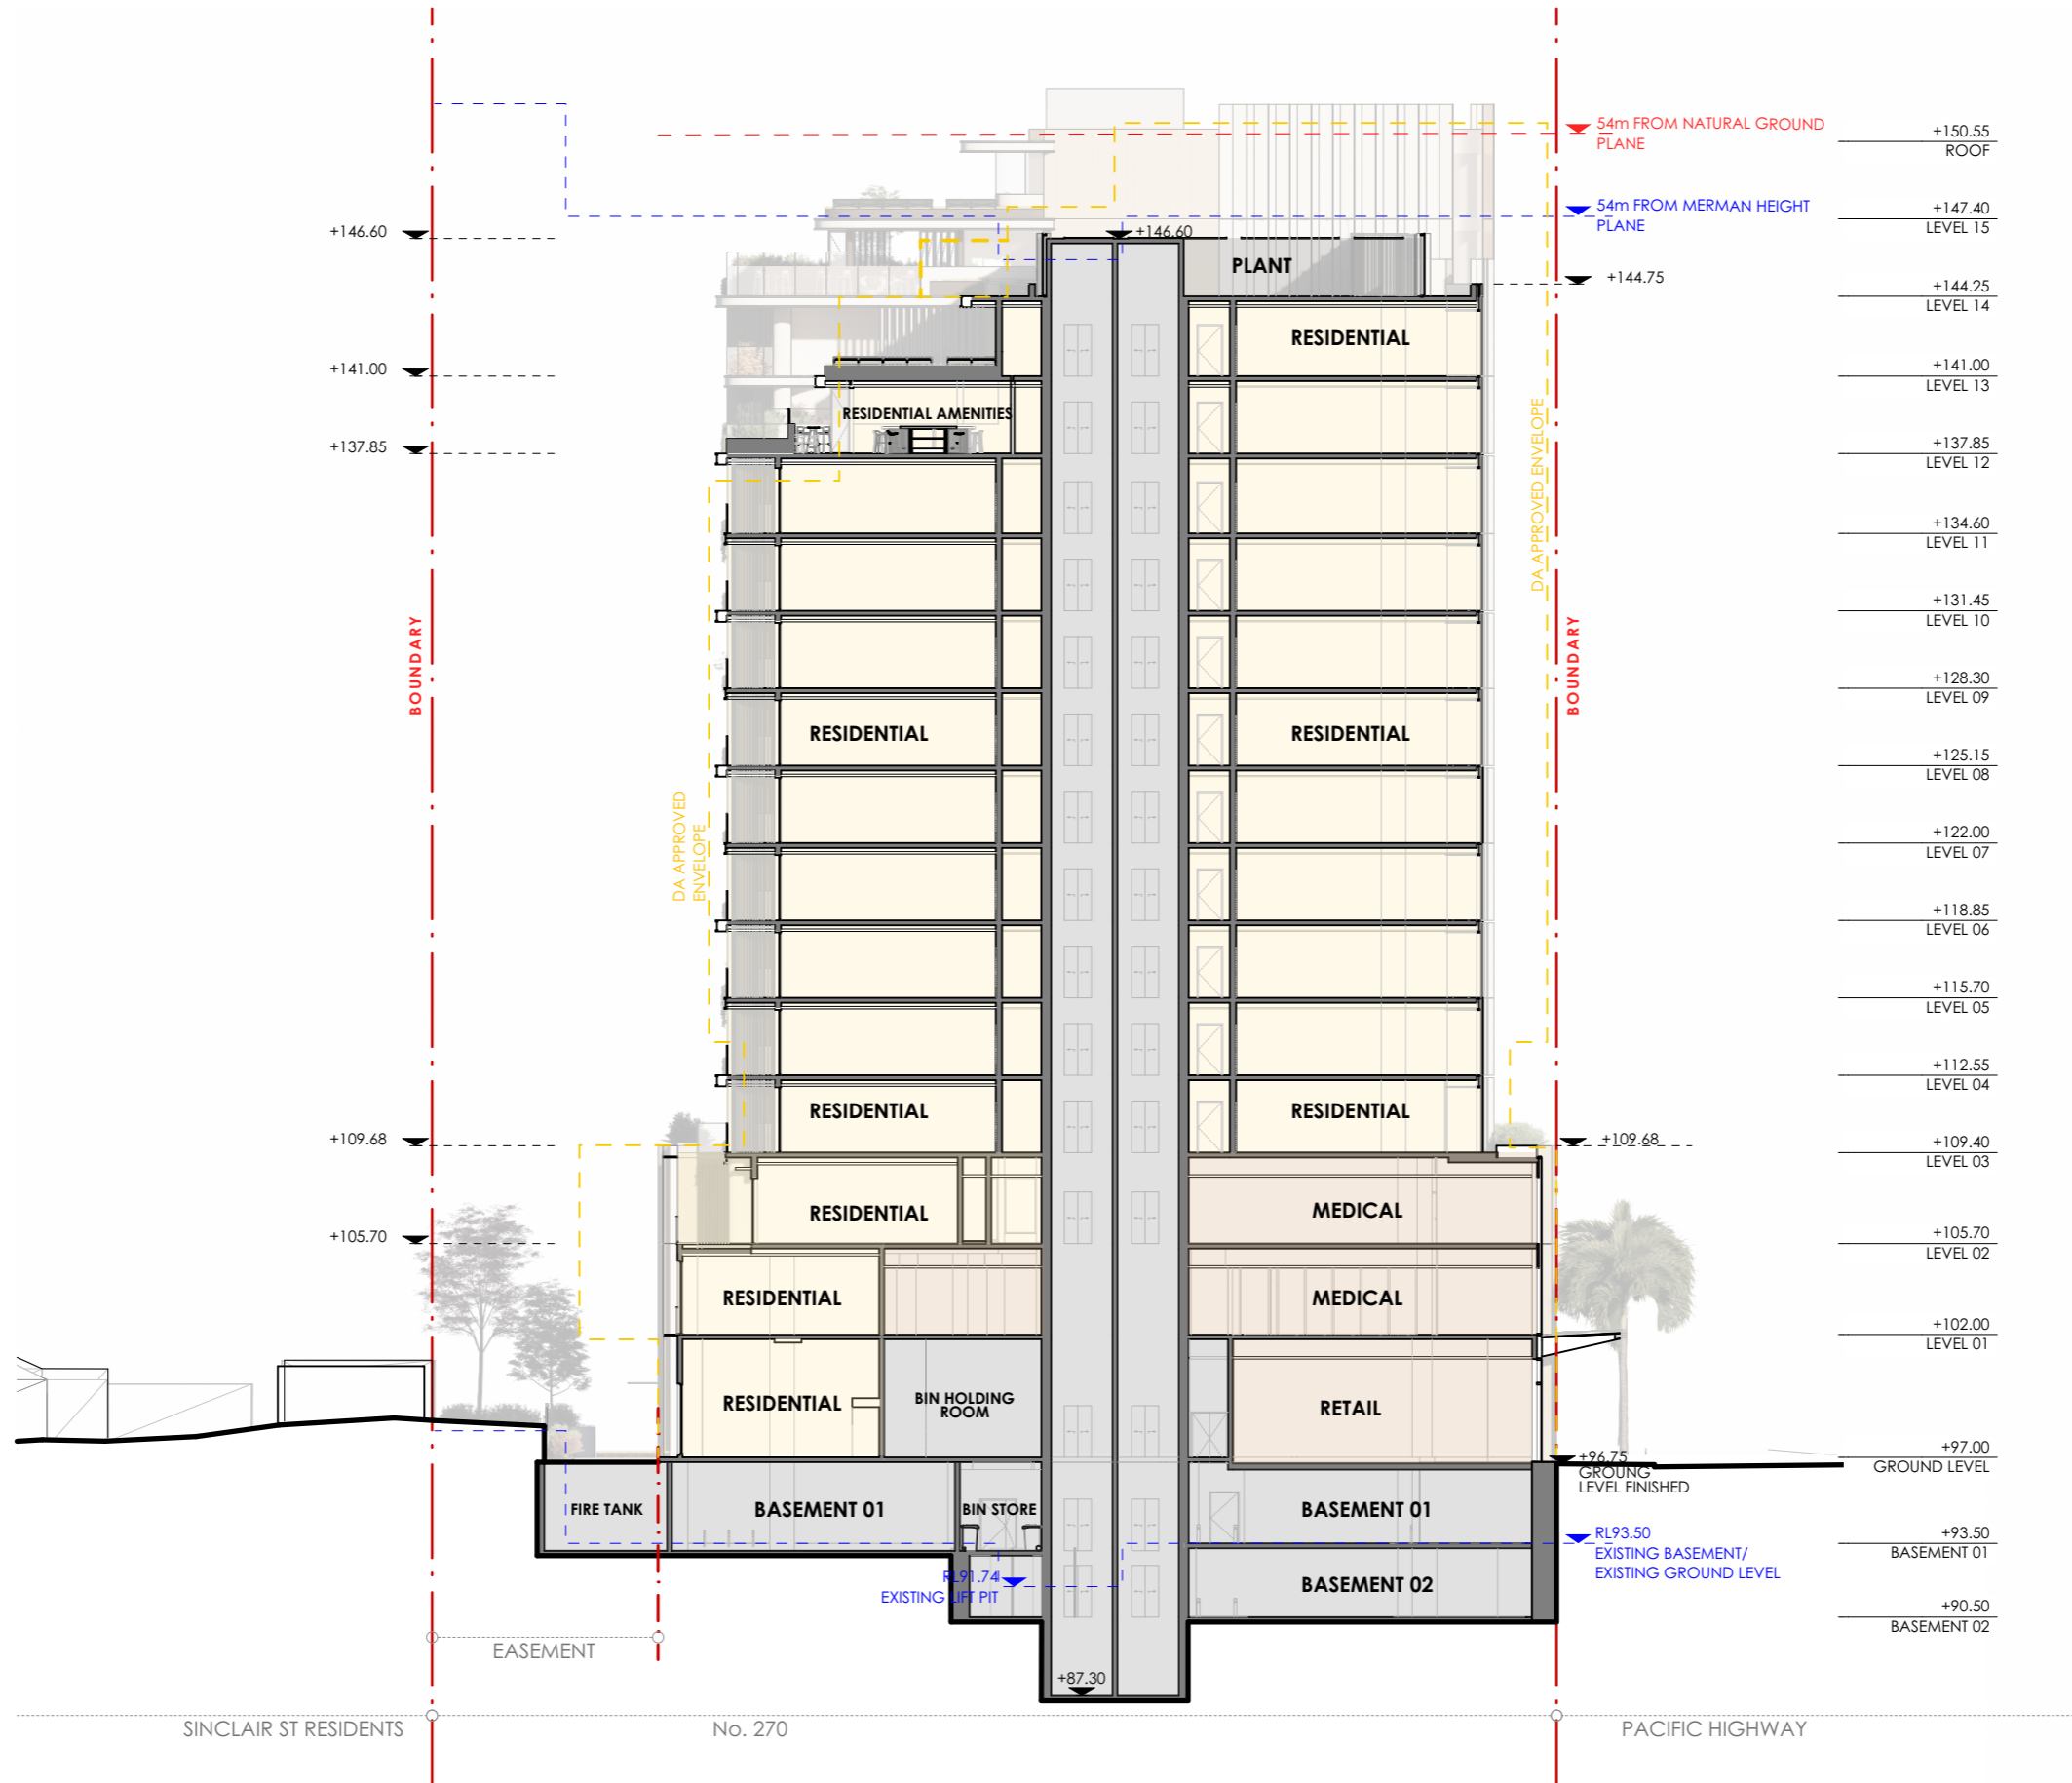 54m FROM NATURAL GROUND
PLANE
+150.55
ROOF
54m FROM MERMAN HEIGHT
PLANE
+147.40
LEVEL 15
+146.60
+146.60
PLANT
+144.75
+144.25
LEVEL 14
RESIDENTIAL
+141.00
+141.00
LEVEL 13
RESIDENTIAL AMENITIES
DA APPROVED ENVELOPE
+137.85
+137.85
LEVEL 12
+134.60
LEVEL 11
+131.45
LEVEL 10
BOUNDARY
BOUNDARY
+128.30
LEVEL 09
RESIDENTIAL
RESIDENTIAL
+125.15
LEVEL 08
DA APPROVED
ENVELOPE
+122.00
LEVEL 07
+118.85
LEVEL 06
+115.70
LEVEL 05
+112.55
LEVEL 04
RESIDENTIAL
RESIDENTIAL
+109.68
+109.68
+109.40
LEVEL 03
RESIDENTIAL
MEDICAL
+105.70
+105.70
LEVEL 02
RESIDENTIAL
MEDICAL
+102.00
LEVEL 01
RESIDENTIAL
BIN HOLDING
ROOM
RETAIL
+96.75
GROUNG
LEVEL FINISHED
+97.00
GROUND LEVEL
FIRE TANK
BASEMENT 01
BIN STORE
BASEMENT 01
RL93.50
EXISTING BASEMENT/
EXISTING GROUND LEVEL
+93.50
BASEMENT 01
RL91.74
EXISTING LIFT PIT
BASEMENT 02
+90.50
BASEMENT 02
EASEMENT
+87.30
SINCLAIR ST RESIDENTS
No. 270
PACIFIC HIGHWAY